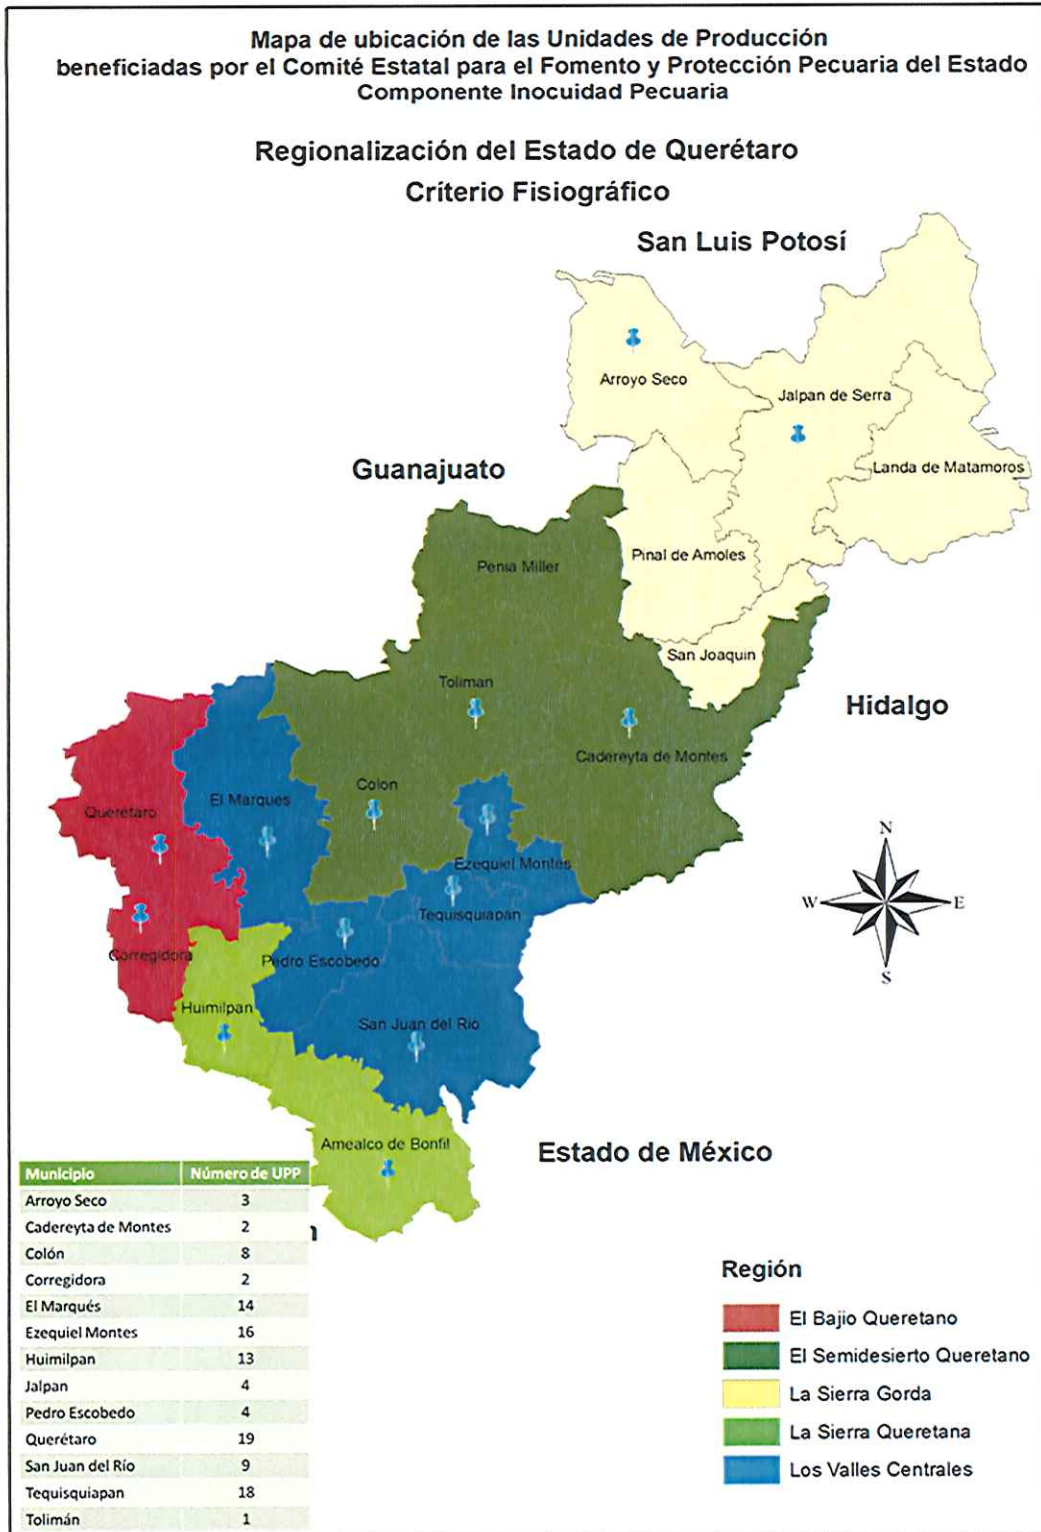 Mapa de ubicación de las Unidades de Producción
beneficiadas por el Comité Estatal para el Fomento y Protección Pecuaria del Estado
Componente Inocuidad Pecuaria
Regionalización del Estado de Querétaro
Críterio Fisiográfico
San Luis Potosí
Arroyo Seco
Jalpan de Serra
Landa de Matamoros
Guanajuato
Pinal de Amoles
Penia Miller
San Joaquin
Toliman
Hidalgo
Cadereyta de Montes
Colon
El Marques
Queretaro
Ezequiel Montes
Tequisquiapan
N
W
E
S
Corregidora
Pedro Escobedo
Huimilpan
San Juan del Rio
Amealco de Bonfil
Estado de México
n
Municipio Número de UPP
Arroyo Seco 3
Cadereyta de Montes 2
Colón 8
Corregidora 2
El Marqués 14
Ezequiel Montes 16
Huimilpan 13
Jalpan 4
Pedro Escobedo 4
Querétaro 19
San Juan del Río 9
Tequisquiapan 18
Tolimán 1
Región
El Bajio Queretano
El Semidesierto Queretano
La Sierra Gorda
La Sierra Queretana
Los Valles Centrales